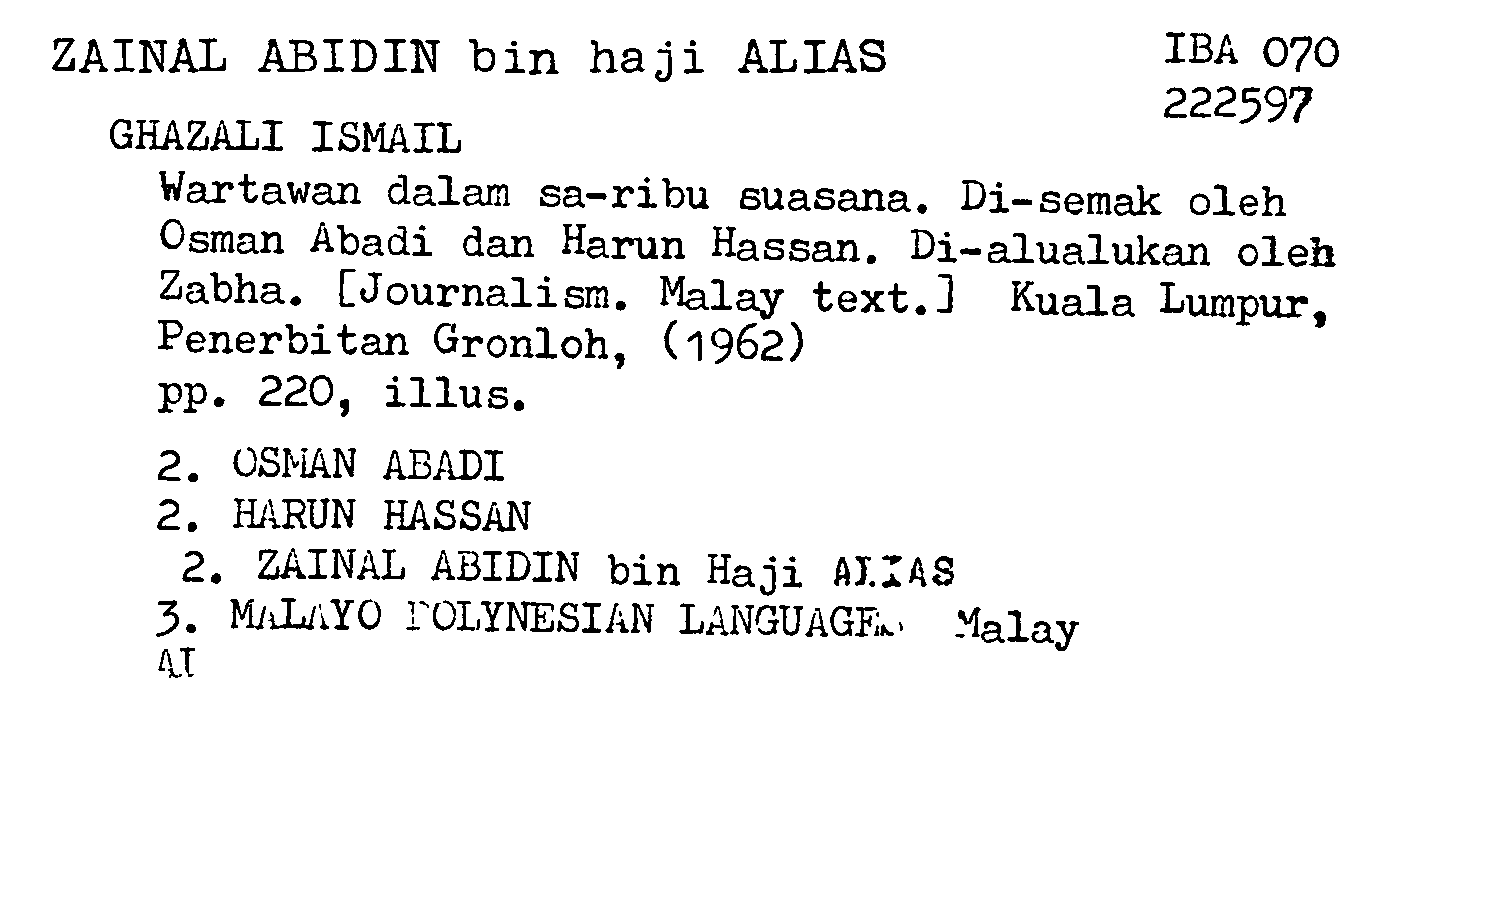 ZAINAL ABIDIN bin haji ALIAS
IBA 070
222597
GHAZALI ISMAIL
Wartawan dalam sa-ribu suasana. Di-semak oleh
Osman Abadi dan Harun Hassan. Di-alualukan oleh
Zabha. [Journalism. Malay text.] Kuala Lumpur,
Penerbitan Gronloh, (1962)
pp. 220, illus.
2. OSMAN ABADI
2. HARUN HASSAN
2. ZAINAL ABIDIN bin Haji ALIAS
3. MALAYO POLYNESIAN LANGUAGES. Malay
AI